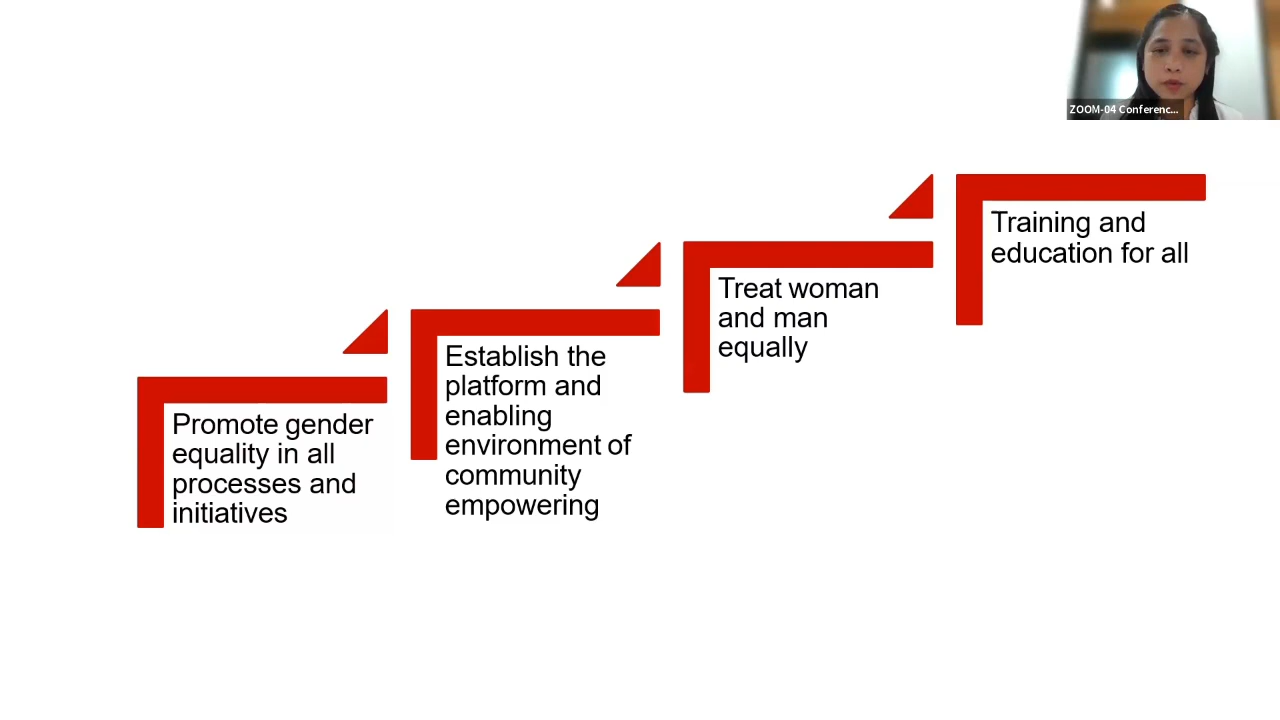 ZOOM-04 Conferenc...
Training and
education for all
Treat woman
and man
equally
Establish the
platform and
enabling
environment of
community
empowering
Promote gender
equality in all
processes and
initiatives